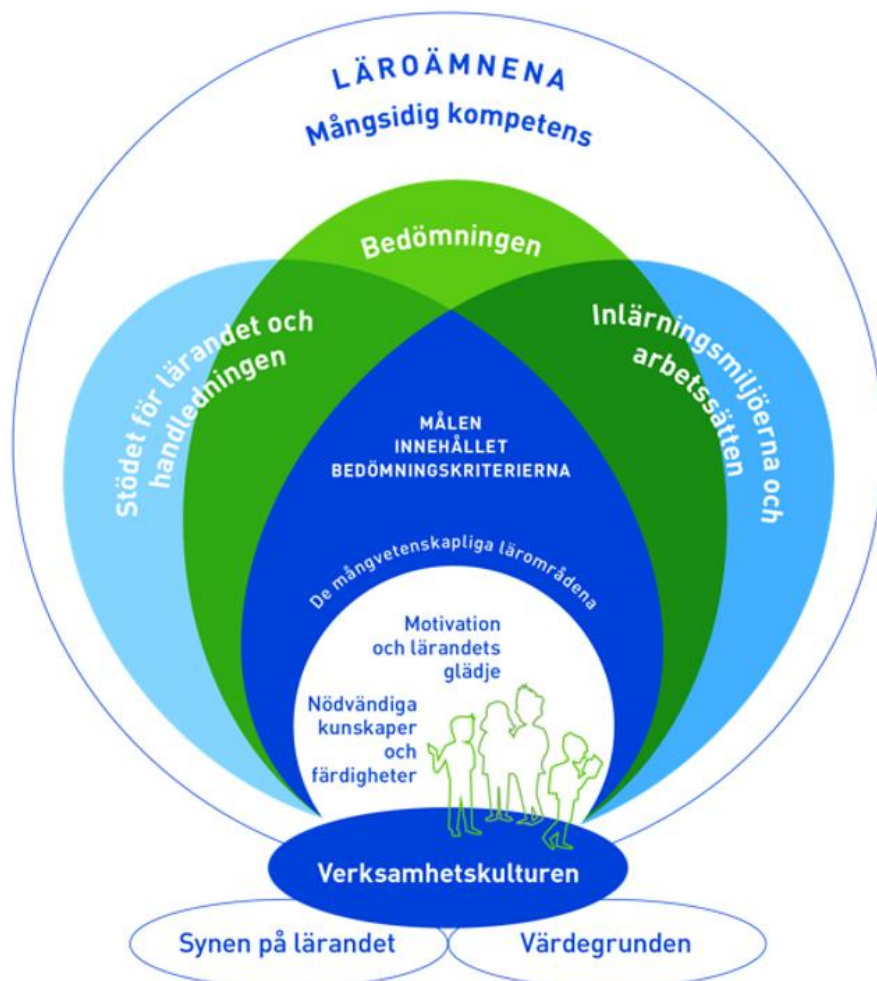 LÄROÄMNENA
Mångsidig kompetens
Bedömningen
Stödet för lärandet och
handledningen
Inlärningsmiljöerna och
arbetssätten
MÅLEN
INNEHÅLLET
BEDÖMNINGSKRITERIERNA
De mångvetenskapliga lärområdena
Motivation
och lärandets
glädje
Nödvändiga
kunskaper
och
färdigheter
Verksamhetskulturen
Synen på lärandet
Värdegrunden